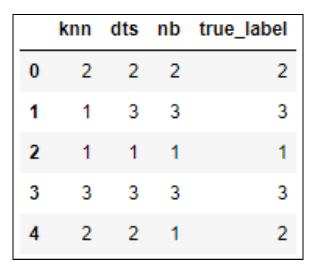 knn dts nb true_label
0 2 2 2 2
1 1 3 3 3
2 1 1 1 1
3 3 3 3 3
4 2 2 1 2